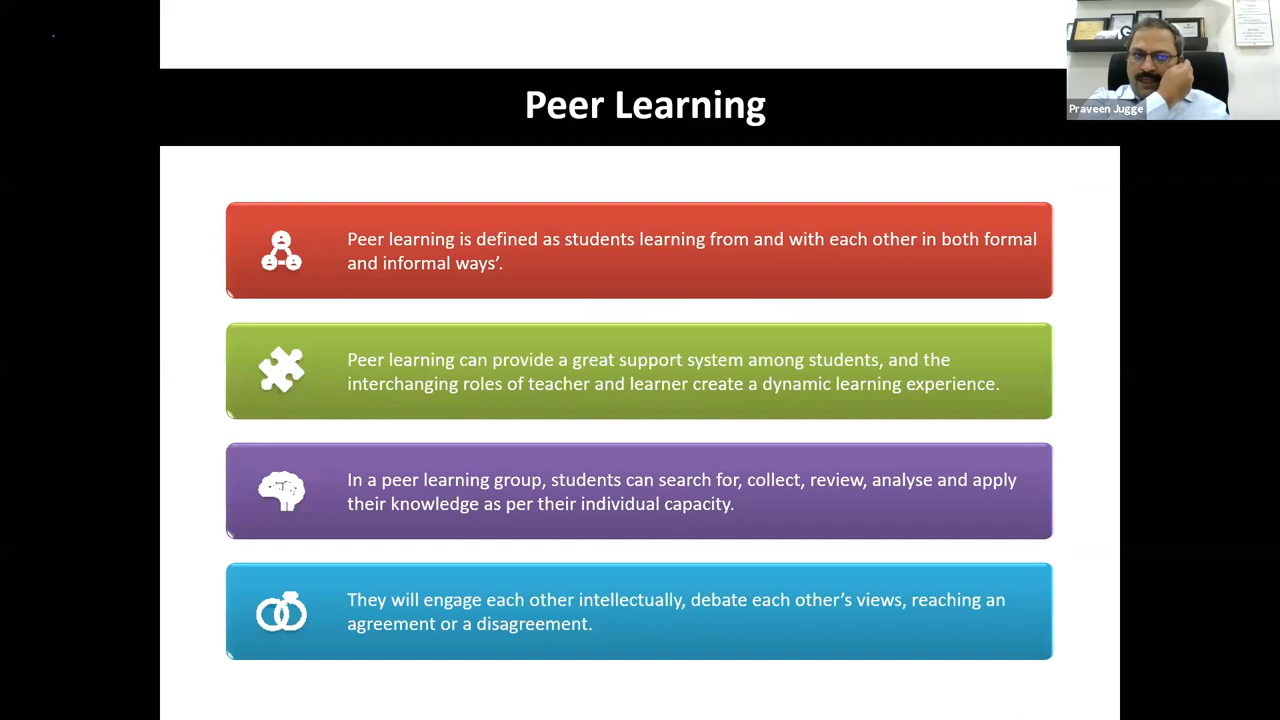 Peer Learning
Praveen Jugge
Peer learning is defined as students learning from and with each other in both formal
and informal ways’.
Peer learning can provide a great support system among students, and the
interchanging roles of teacher and learner create a dynamic learning experience.
In a peer learning group, students can search for, collect, review, analyse and apply
their knowledge as per their individual capacity.
They will engage each other intellectually, debate each other’s views, reaching an
agreement or a disagreement.